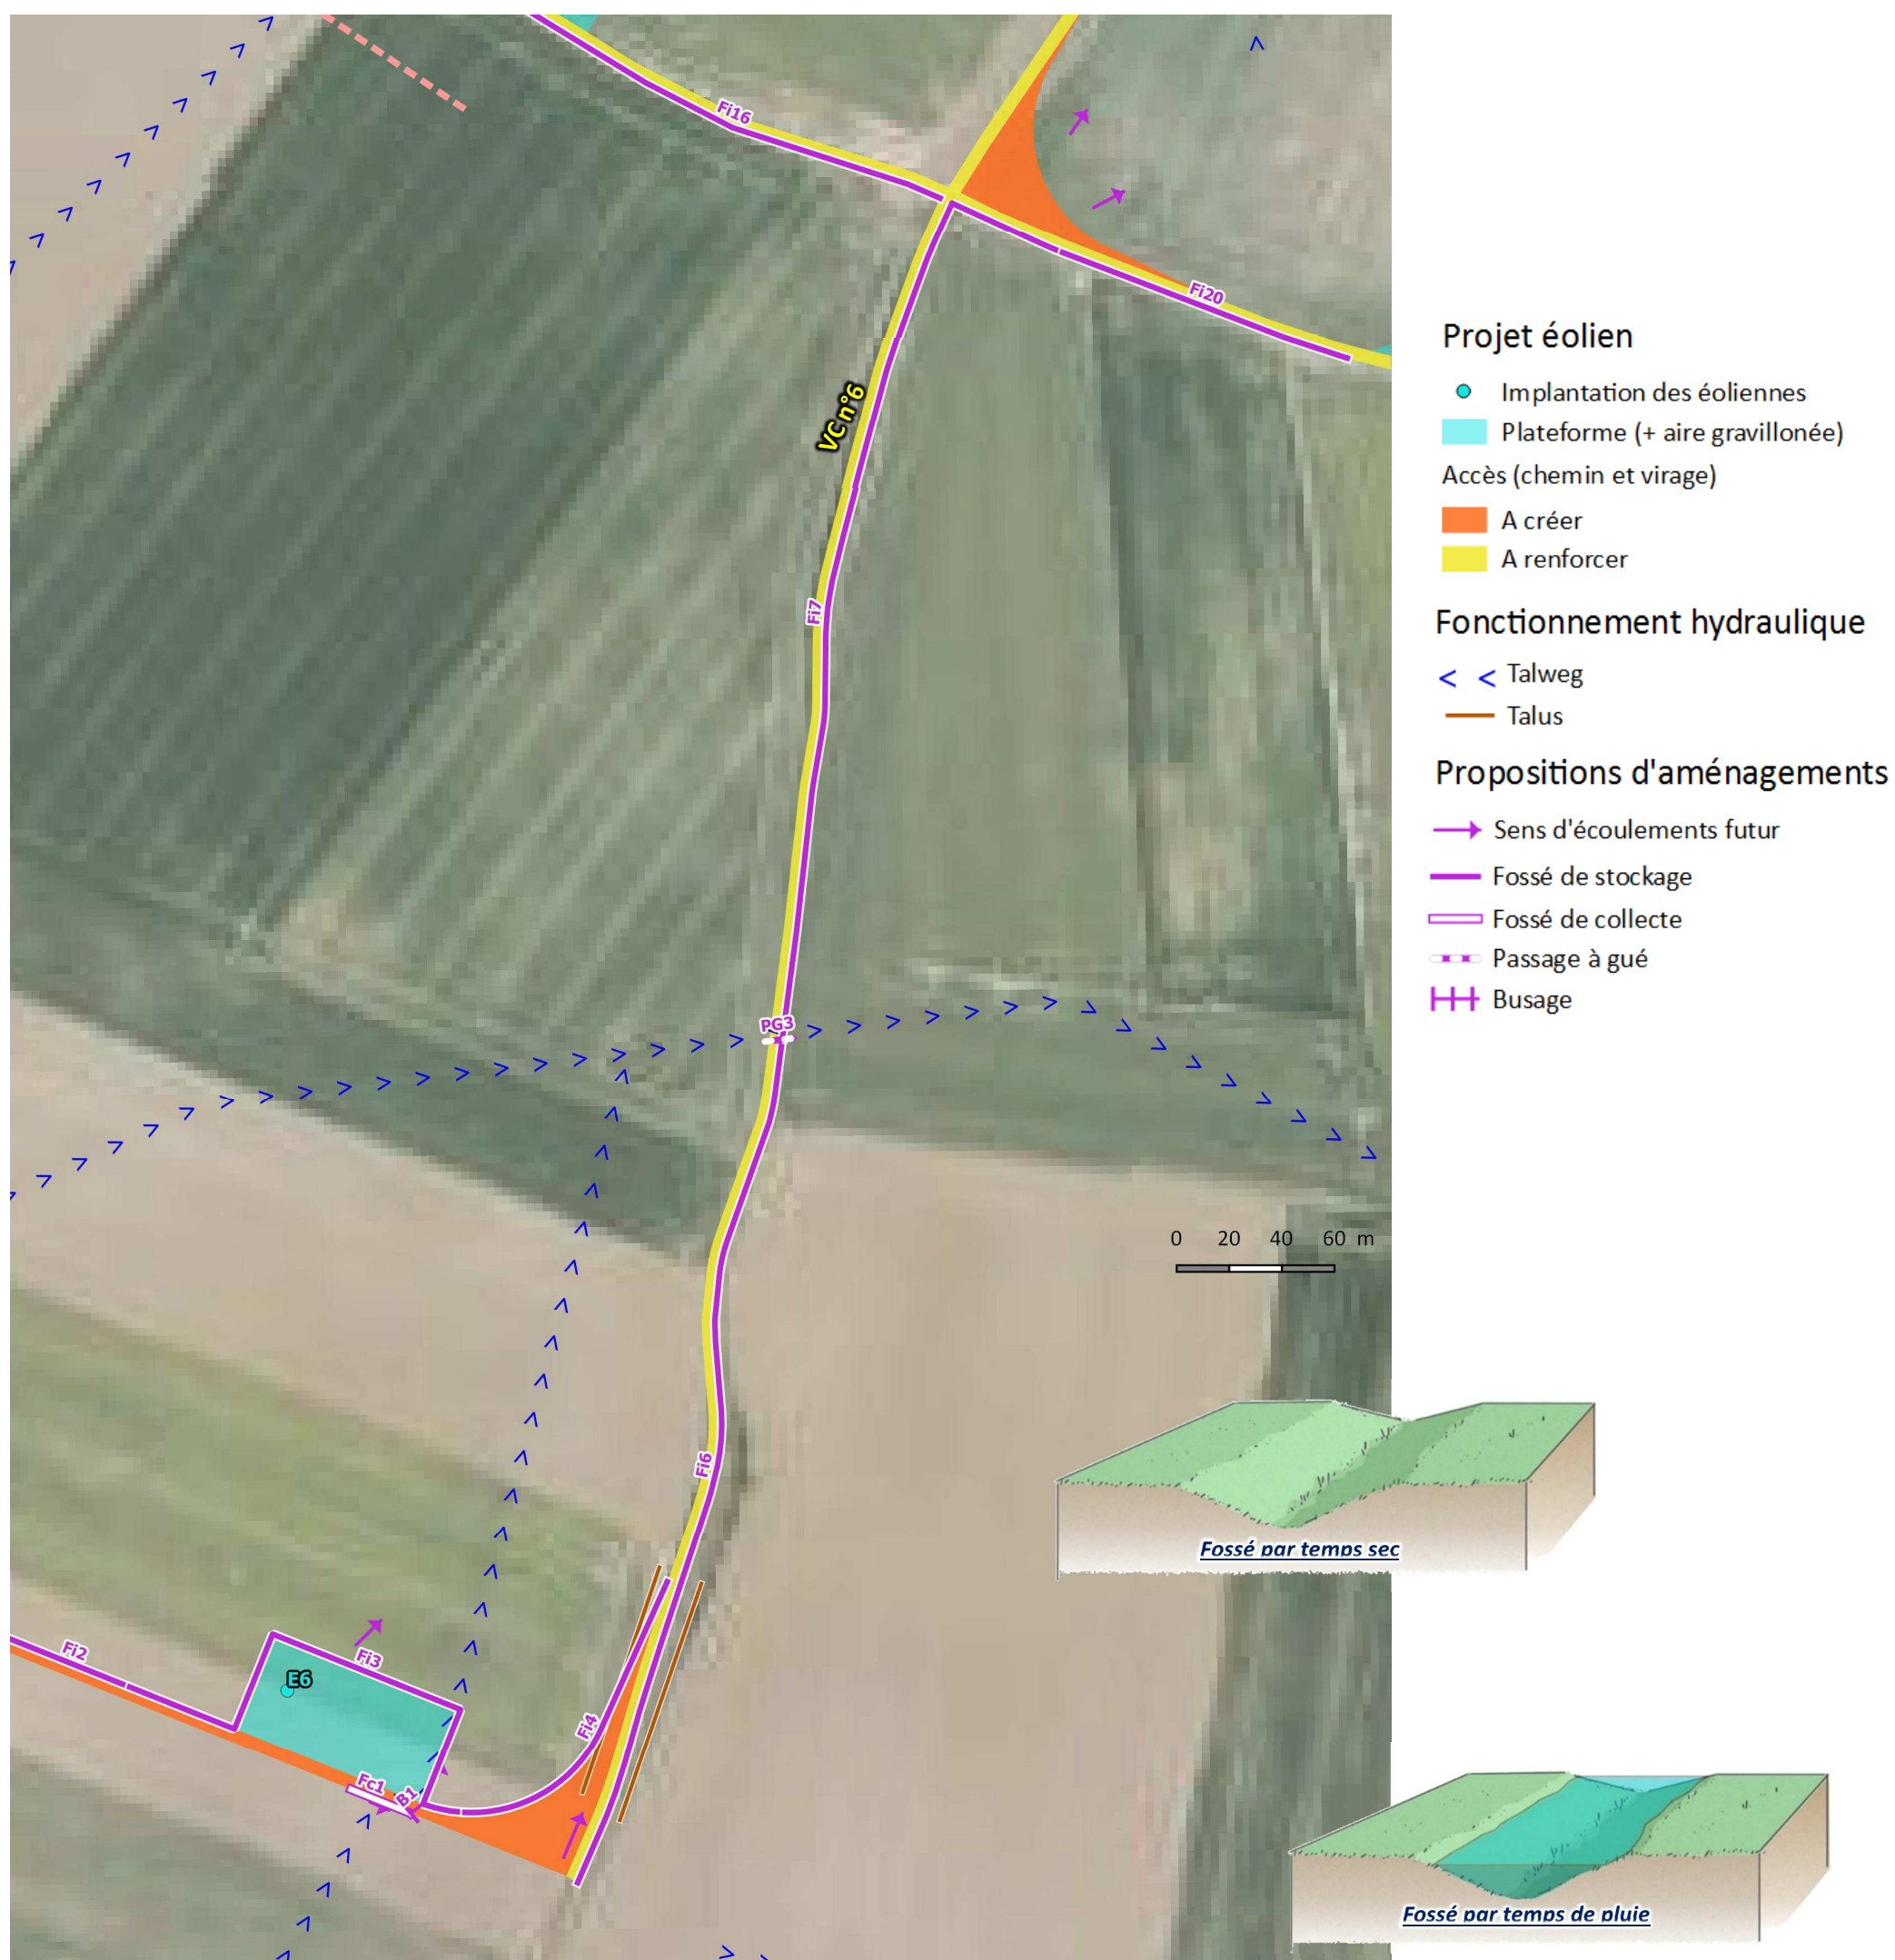 Fi16
Fi20
VC n°6
Fi7
PG3
0 20 40 60 m
Fi6
Fi2
E6
Fi3
Fi4
Fc1
B1
Projet éolien
Implantation des éoliennes
Plateforme (+ aire gravillonée)
Accès (chemin et virage)
A créer
A renforcer
Fonctionnement hydraulique
Talweg
Talus
Propositions d'aménagements
Sens d'écoulements futur
Fossé de stockage
Fossé de collecte
Passage à gué
Busage
Fossé par temps sec
Fossé par temps de pluie